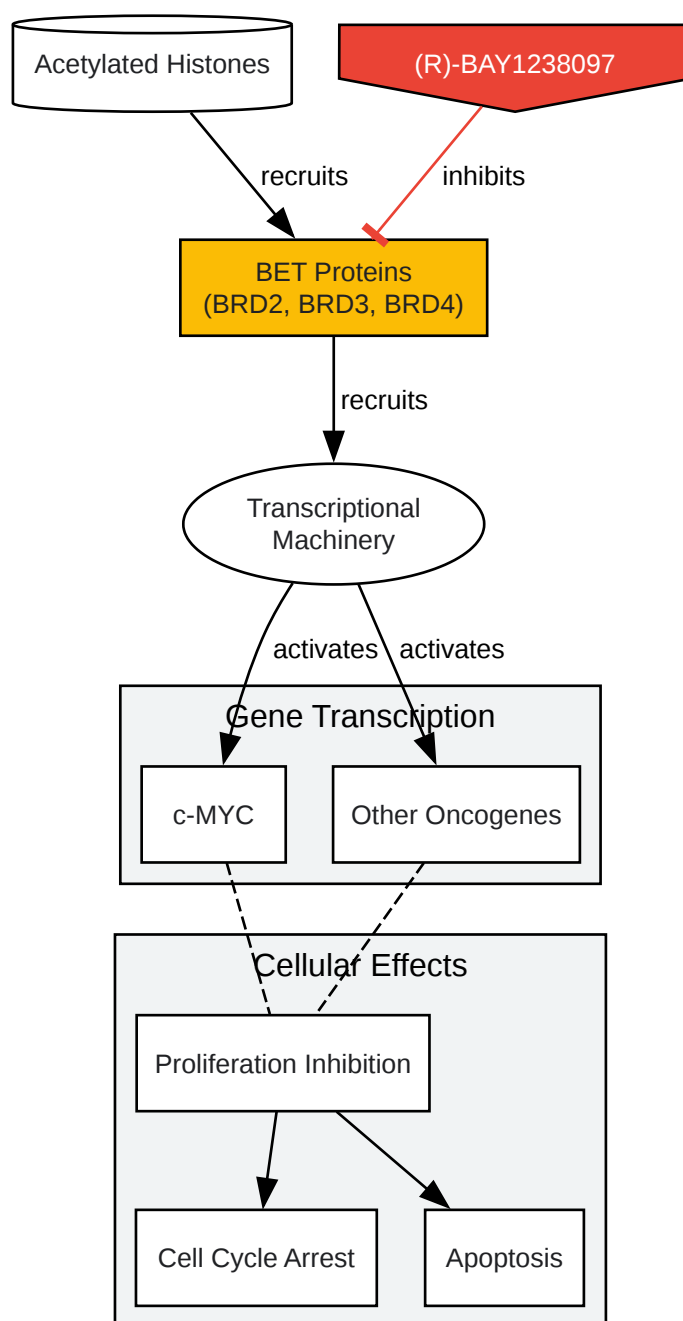 Acetylated Histones
(R)-BAY1238097
recruits
inhibits
BET Proteins
(BRD2, BRD3, BRD4)
recruits
Transcriptional
Machinery
activates
activates
Gene Transcription
c-MYC
Other Oncogenes
Cellular Effects
Proliferation Inhibition
Cell Cycle Arrest
Apoptosis